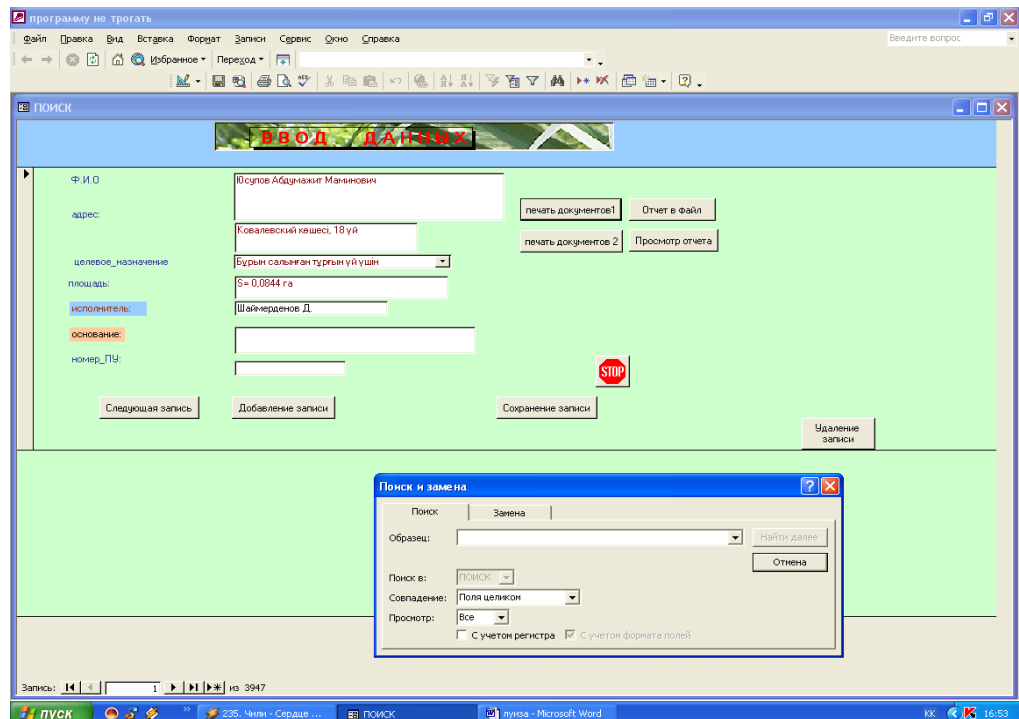 программу не трогать
Файл Правка Вид Вставка Формат Записи Сервис Окно Справка Введите вопрос
Избранное Переход
ПОИСК
ВВОД ДАННЫХ
Ф.И.О Юсупов Абдумажит Маминович
адрес: печать документов1 Отчет в файл
Ковалевский көшесі, 18 үй печать документов 2 Просмотр отчета
целевое_назначение Бұрын салынған тұрғын үй үшін
площадь: S= 0,0844 га
исполнитель: Шаймерденов Д.
основание:
номер_ПУ:
STOP
Следующая запись Добавление записи Сохранение записи
Удаление
записи
Поиск и замена
Поиск Замена
Образец: Найти далее
Отмена
Поиск в: ПОИСК
Совпадение: Поля целиком
Просмотр: Все
С учетом регистра С учетом формата полей
Запись: 1 из 3947
пуск 235. Чили - Сердце ... ПОИСК луиза - Microsoft Word KK 16:53